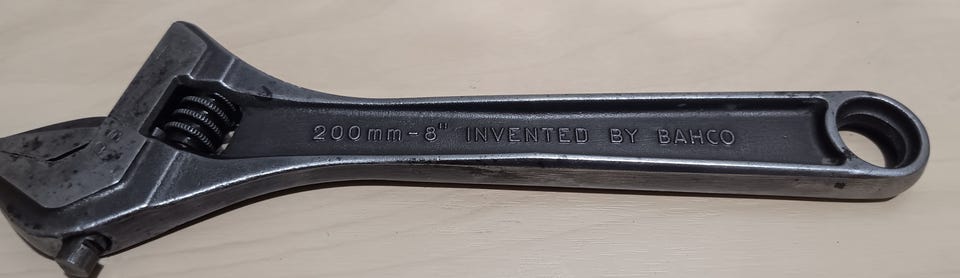 200mm-8" INVENTED BY BAHCO